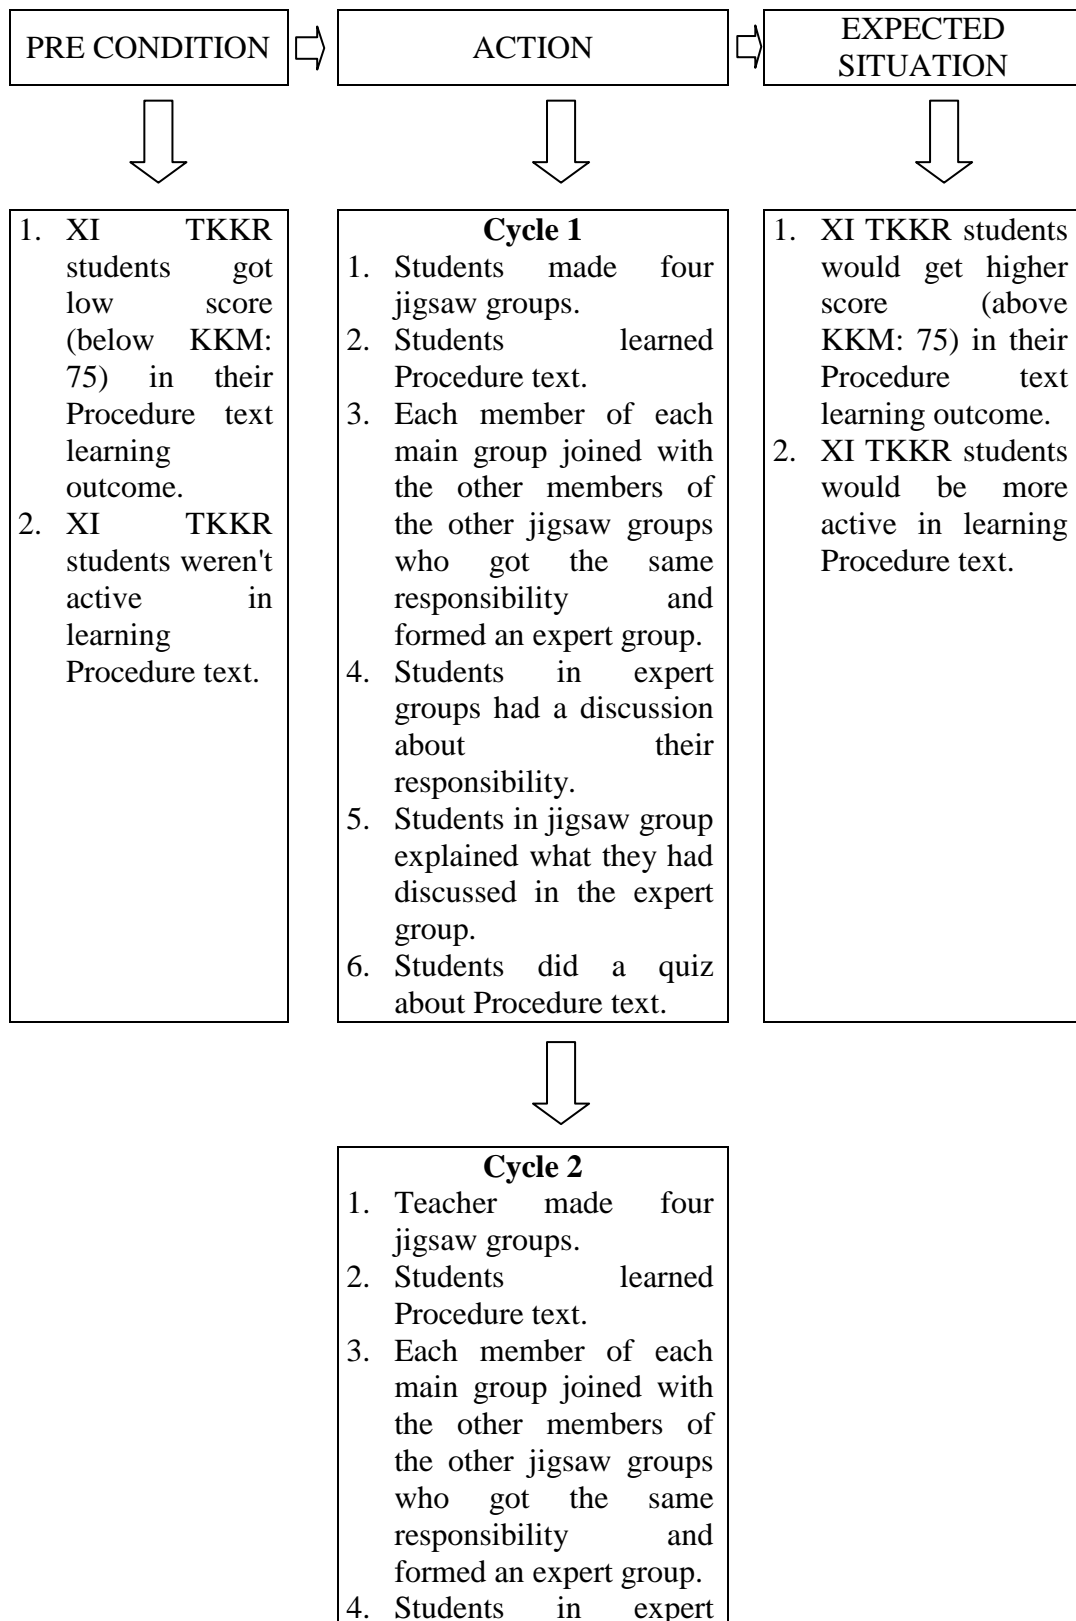 PRE CONDITION
ACTION
EXPECTED
SITUATION
1. XI TKKR
students got
low score
(below KKM:
75) in their
Procedure text
learning
outcome.
2. XI TKKR
students weren't
active in
learning
Procedure text.
Cycle 1
1. Students made four
jigsaw groups.
2. Students learned
Procedure text.
3. Each member of each
main group joined with
the other members of
the other jigsaw groups
who got the same
responsibility and
formed an expert group.
4. Students in expert
groups had a discussion
about their
responsibility.
5. Students in jigsaw group
explained what they had
discussed in the expert
group.
6. Students did a quiz
about Procedure text.
1. XI TKKR students
would get higher
score (above
KKM: 75) in their
Procedure text
learning outcome.
2. XI TKKR students
would be more
active in learning
Procedure text.
Cycle 2
1. Teacher made four
jigsaw groups.
2. Students learned
Procedure text.
3. Each member of each
main group joined with
the other members of
the other jigsaw groups
who got the same
responsibility and
formed an expert group.
4. Students in expert